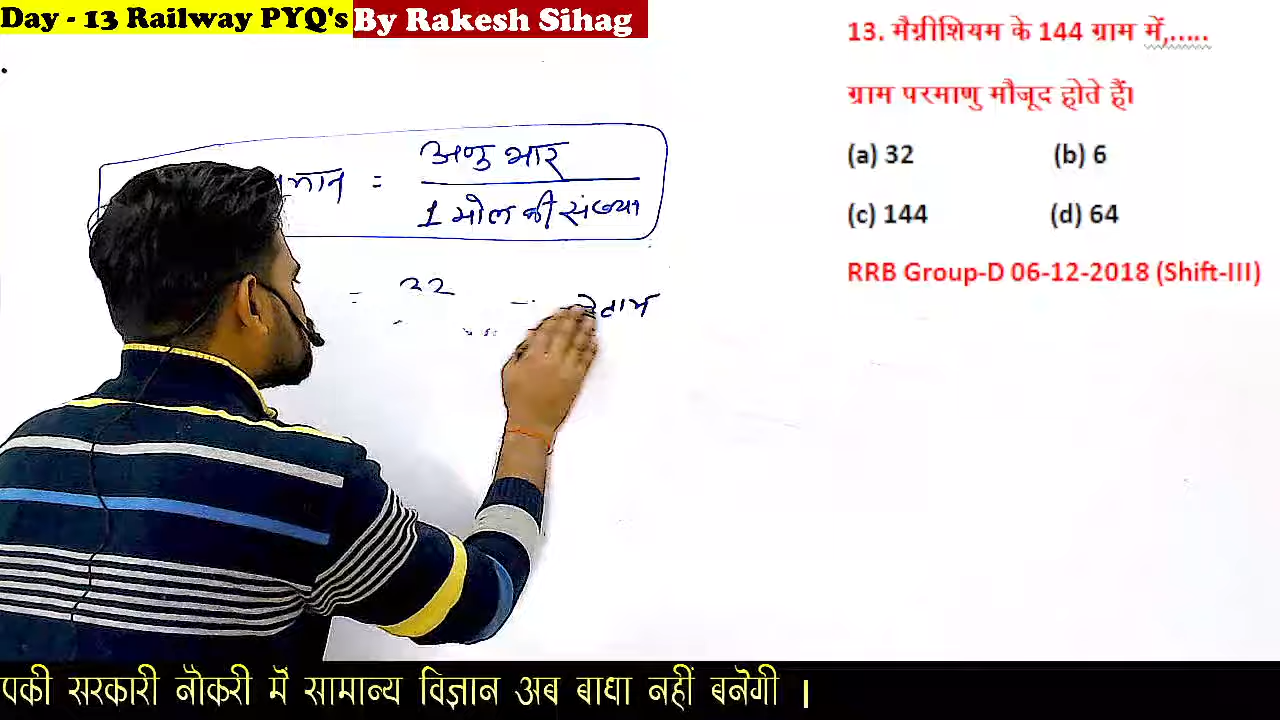 Day - 13 Railway PYQ's By Rakesh Sihag
13. मैग्नीशियम के 144 ग्राम में,.....
ग्राम परमाणु मौजूद होते हैं।
(a) 32 (b) 6
(c) 144 (d) 64
RRB Group-D 06-12-2018 (Shift-III)
= अणु भार
1 मोल की संख्या
= 22
पकी सरकारी नौकरी में सामान्य विज्ञान अब बाधा नहीं बनेगी ।